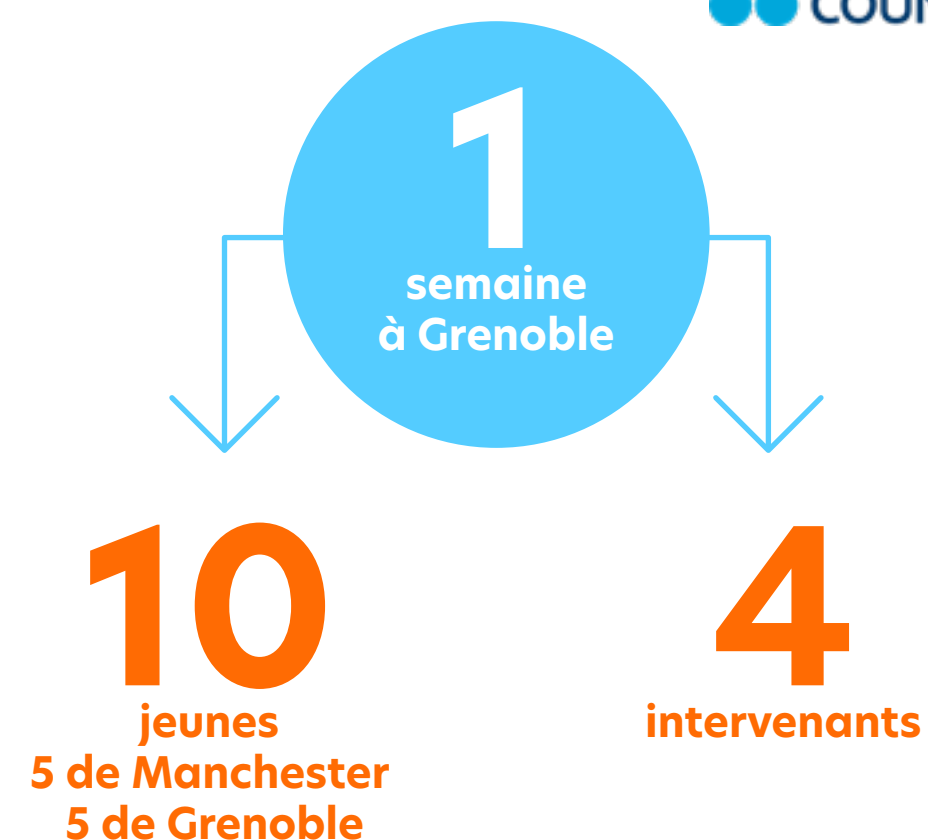 1
semaine
à Grenoble
10
jeunes
5 de Manchester
5 de Grenoble
4
intervenants